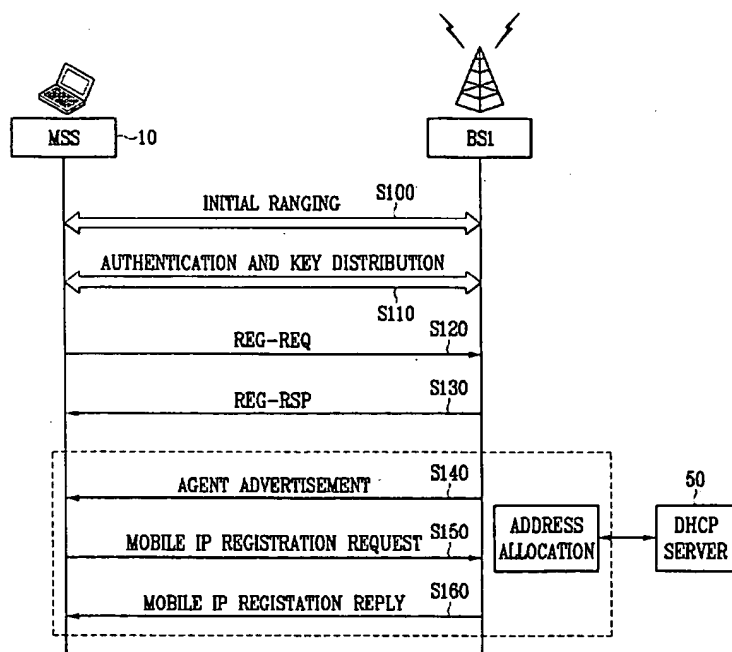 MSS
10
BS1
S100
INITIAL RANGING
AUTHENTICATION AND KEY DISTRIBUTION
S110
S120
REG-REQ
S130
REG-RSP
S140
AGENT ADVERTISEMENT
50
S150
MOBILE IP REGISTRATION REQUEST
ADDRESS
ALLOCATION
DHCP
SERVER
S160
MOBILE IP REGISTATION REPLY